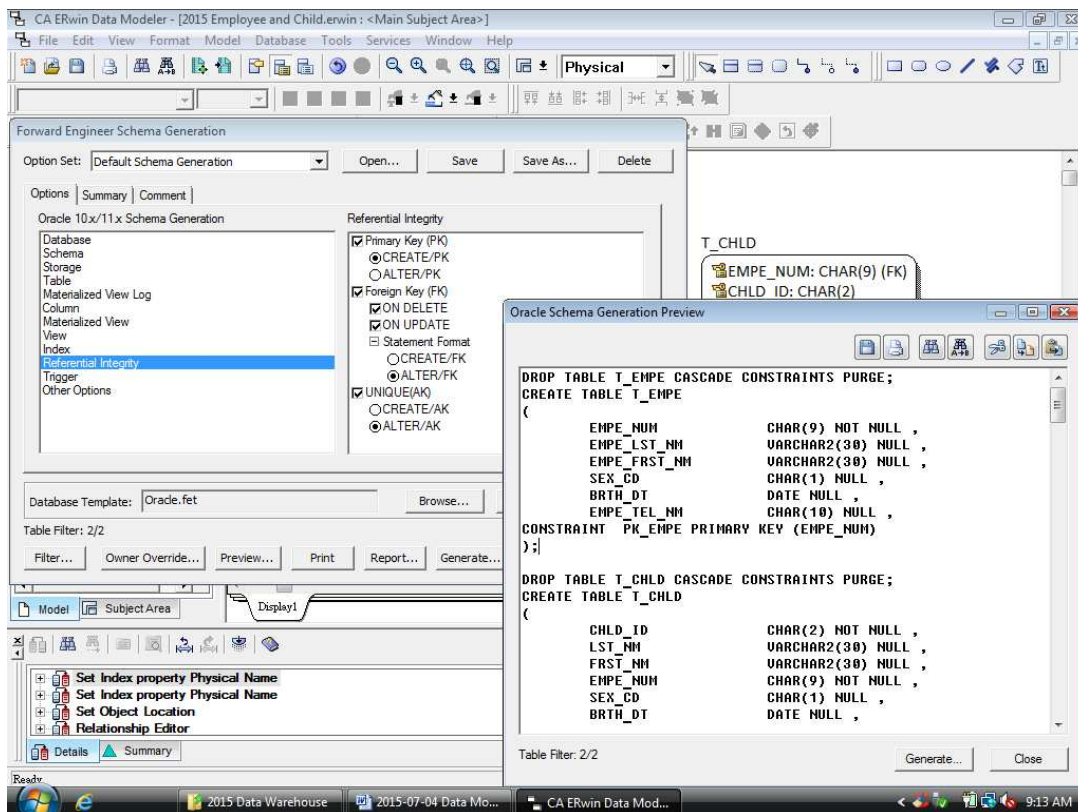 CA ERwin Data Modeler - [2015 Employee and Child.erwin : <Main Subject Area>]
File Edit View Format Model Database Tools Services Window Help
Physical
Forward Engineer Schema Generation
Option Set: Default Schema Generation Open... Save Save As... Delete
Options Summary Comment
Oracle 10.x/11.x Schema Generation
Database
Schema
Storage
Table
Materialized View Log
Column
Materialized View
View
Index
Referential Integrity
Trigger
Other Options
Referential Integrity
Primary Key (PK)
CREATE/PK
ALTER/PK
Foreign Key (FK)
ON DELETE
ON UPDATE
Statement Format
CREATE/FK
ALTER/FK
UNIQUE(AK)
CREATE/AK
ALTER/AK
Database Template: Oracle.fet Browse...
Table Filter: 2/2
Filter... Owner Override... Preview... Print Report... Generate...
T_CHLD
EMPE_NUM: CHAR(9) (FK)
CHLD_ID: CHAR(2)
Oracle Schema Generation Preview
DROP TABLE T_EMPE CASCADE CONSTRAINTS PURGE;
CREATE TABLE T_EMPE
(
EMPE_NUM CHAR(9) NOT NULL ,
EMPE_LST_NM VARCHAR2(30) NULL ,
EMPE_FRST_NM VARCHAR2(30) NULL ,
SEX_CD CHAR(1) NULL ,
BRTH_DT DATE NULL ,
EMPE_TEL_NM CHAR(10) NULL ,
CONSTRAINT PK_EMPE PRIMARY KEY (EMPE_NUM)
);
DROP TABLE T_CHLD CASCADE CONSTRAINTS PURGE;
CREATE TABLE T_CHLD
(
CHLD_ID CHAR(2) NOT NULL ,
LST_NM VARCHAR2(30) NULL ,
FRST_NM VARCHAR2(30) NULL ,
EMPE_NUM CHAR(9) NOT NULL ,
SEX_CD CHAR(1) NULL ,
BRTH_DT DATE NULL ,
Table Filter: 2/2 Generate... Close
Model Subject Area Display1
Set Index property Physical Name
Set Index property Physical Name
Set Object Location
Relationship Editor
Details Summary
Ready
2015 Data Warehouse 2015-07-04 Data Mo... CA ERwin Data Mod... 9:13 AM